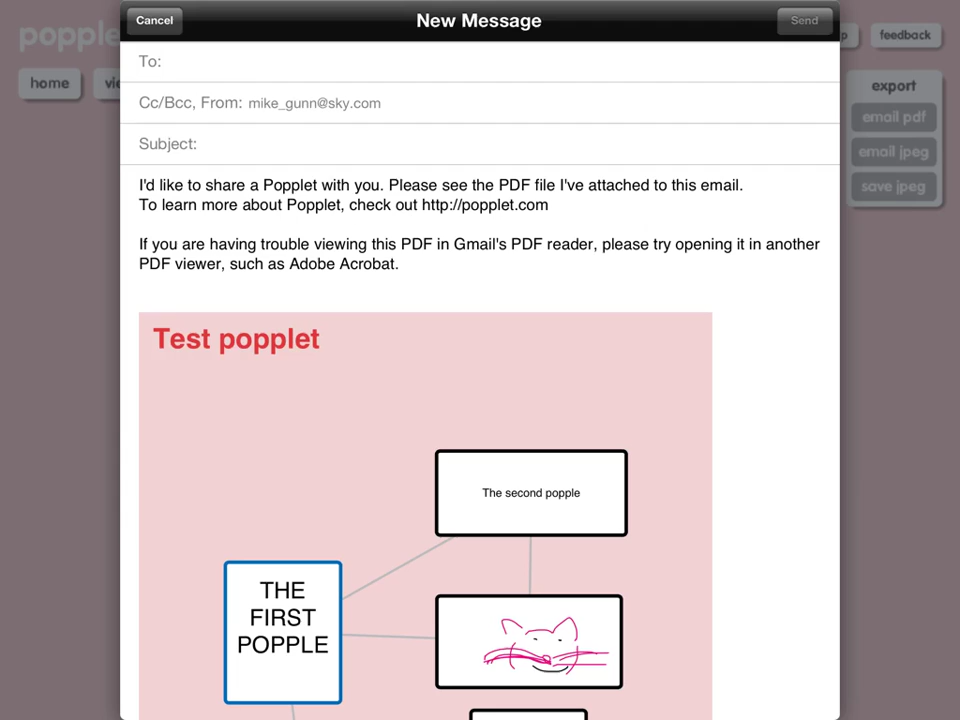 Cancel
New Message
Send
To:
Cc/Bcc, From: mike_gunn@sky.com
Subject:
feedback
home
export
email pdf
email jpeg
save jpeg
I'd like to share a Popplet with you. Please see the PDF file I've attached to this email.
To learn more about Popplet, check out http://popplet.com
If you are having trouble viewing this PDF in Gmail's PDF reader, please try opening it in another
PDF viewer, such as Adobe Acrobat.
Test popplet
The second popple
THE
FIRST
POPPLE